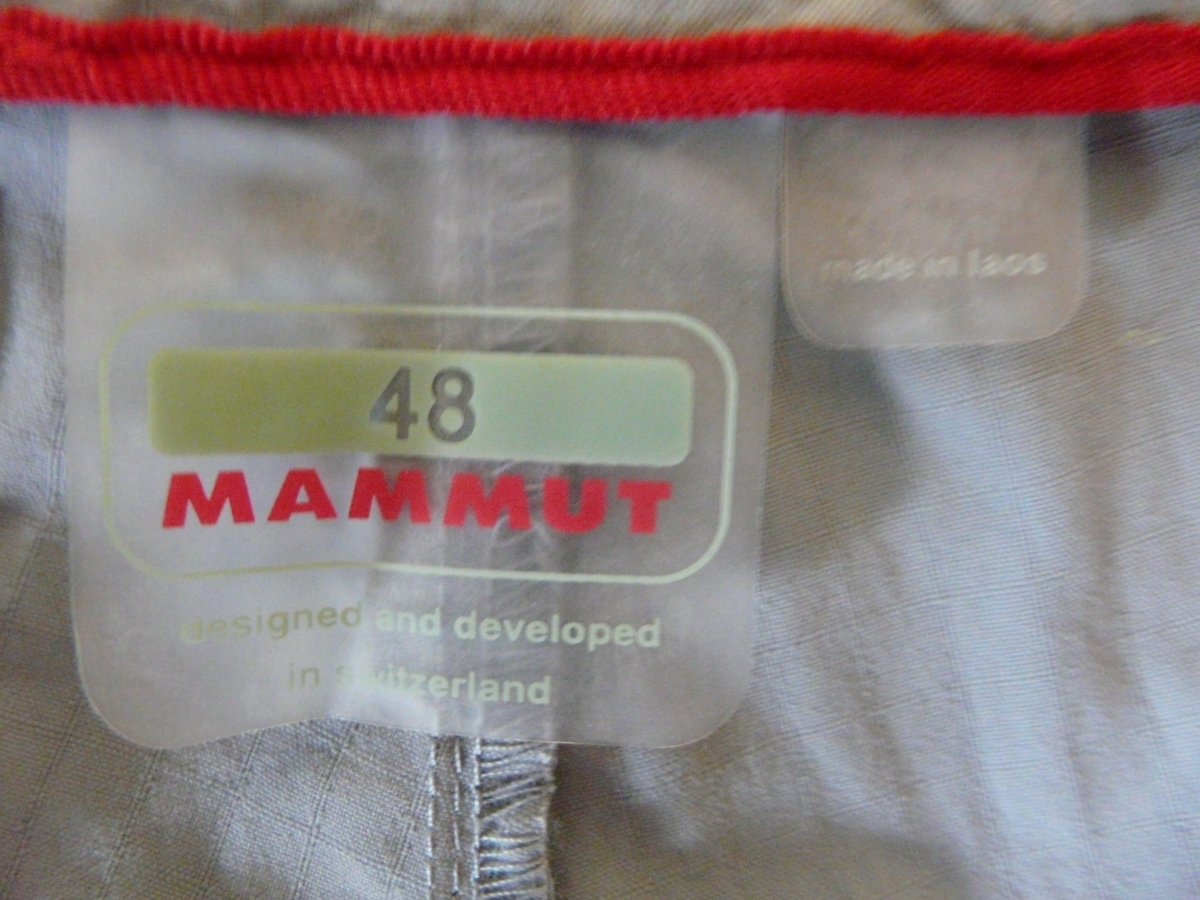 48
MAMMUT
designed and developed
in switzerland
made in laos